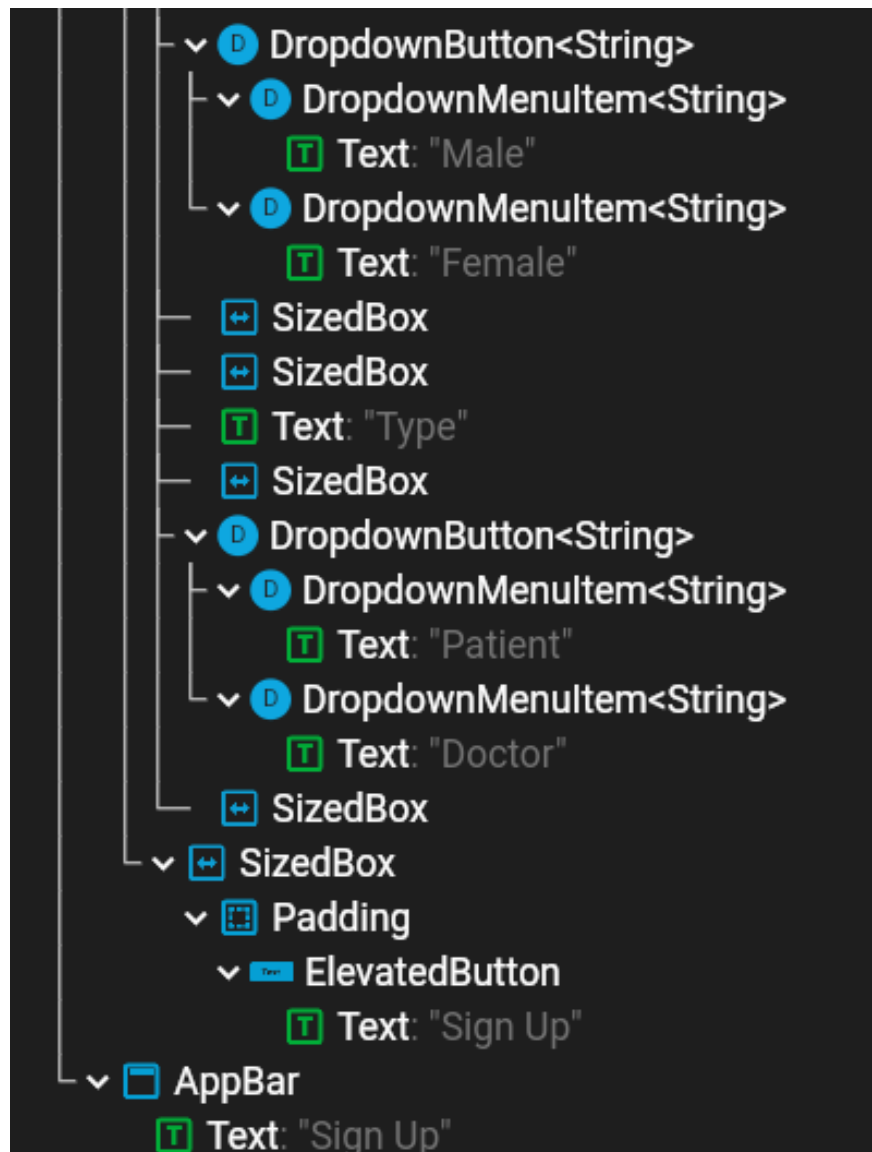 D DropdownButton<String>
D DropdownMenuItem<String>
T Text: "Male"
D DropdownMenuItem<String>
T Text: "Female"
SizedBox
SizedBox
T Text: "Type"
SizedBox
D DropdownButton<String>
D DropdownMenuItem<String>
T Text: "Patient"
D DropdownMenuItem<String>
T Text: "Doctor"
SizedBox
SizedBox
Padding
Text ElevatedButton
T Text: "Sign Up"
AppBar
T Text: "Sign Up"